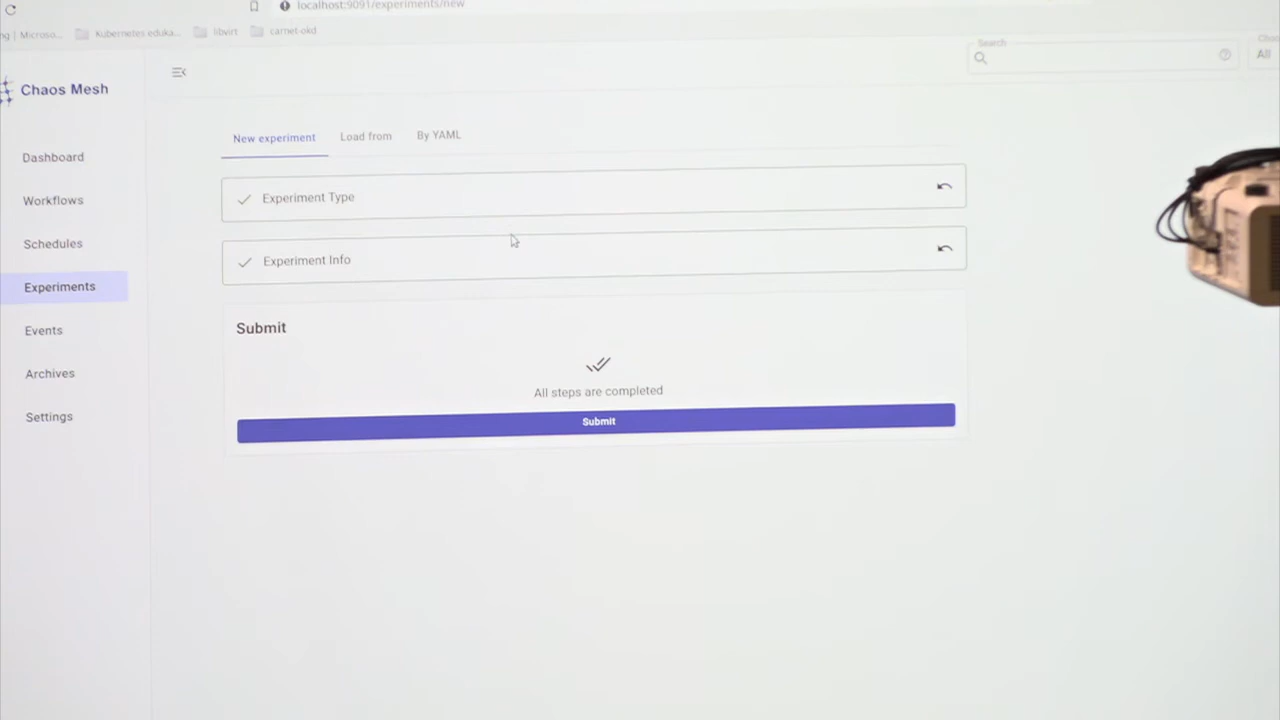 localhost:9091/experiments/new
ng | Microso... Kubernetes eduka... libvirt carnet-okd
Chaos Mesh
Search
All
Dashboard
Workflows
Schedules
Experiments
Events
Archives
Settings
New experiment Load from By YAML
Experiment Type
Experiment Info
Submit
All steps are completed
Submit